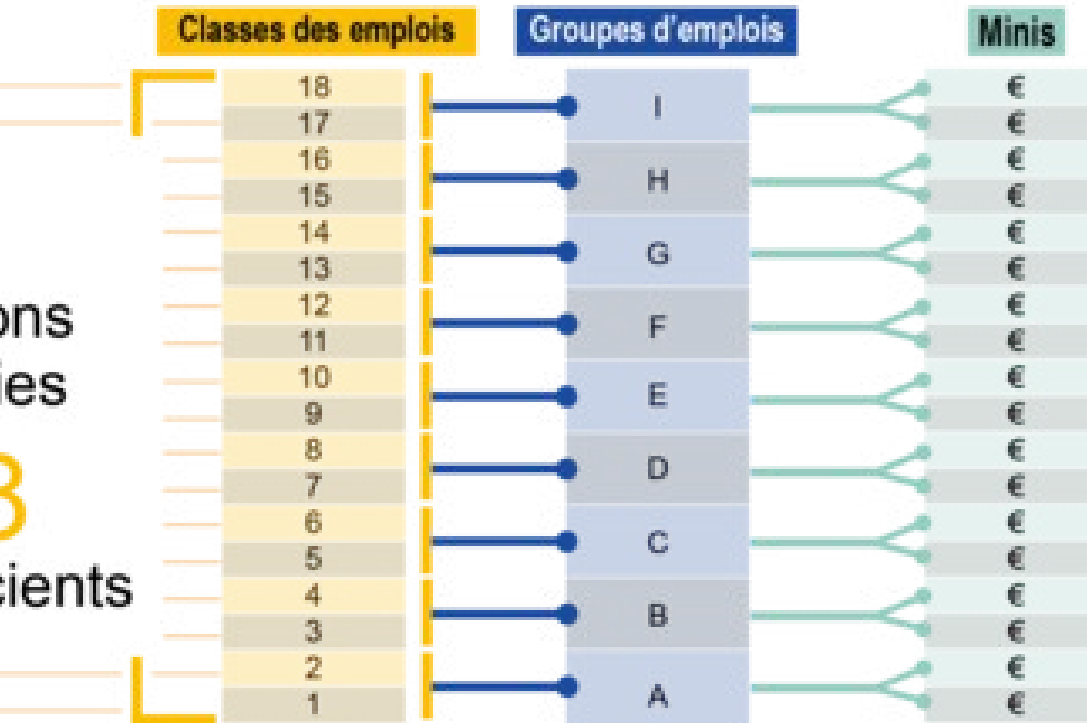 Classes des emplois Groupes d'emplois Minis
18 I €
17 €
16 H €
15 €
14 G €
13 €
12 F €
11 €
10 E €
9 €
8 D €
7 €
6 C €
5 €
4 B €
3 €
2 A €
1 €
ons
ies
3
cients